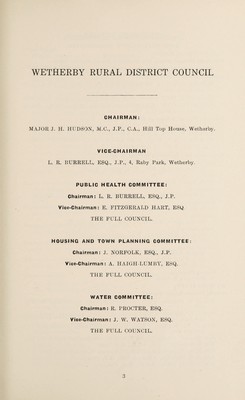 WETHERBY RURAL DISTRICT COUNCIL
CHAIRMAN:
MAJOR J. H. HUDSON, M.C., J.P., C.A., Hill Top House, Wetherby.
VICE-CHAIRMAN
L. R. BURRELL, ESQ., J.P., 4, Raby Park, Wetherby.
PUBLIC HEALTH COMMITTEE:
Chairman: L. R. BURRELL, ESQ., J.P.
Vice-Chairman: E. FITZGERALD HART, ESQ.
THE FULL COUNCIL.
HOUSING AND TOWN PLANNING COMMITTEE:
Chairman: J. NORFOLK, ESQ., J.P.
Vice-Chairman: A. HAIGH-LUMBY, ESQ.
THE FULL COUNCIL.
WATER COMMITTEE:
Chairman: R. PROCTER, ESQ.
Vice-Chairman: J. W. WATSON, ESQ.
THE FULL COUNCIL.
3